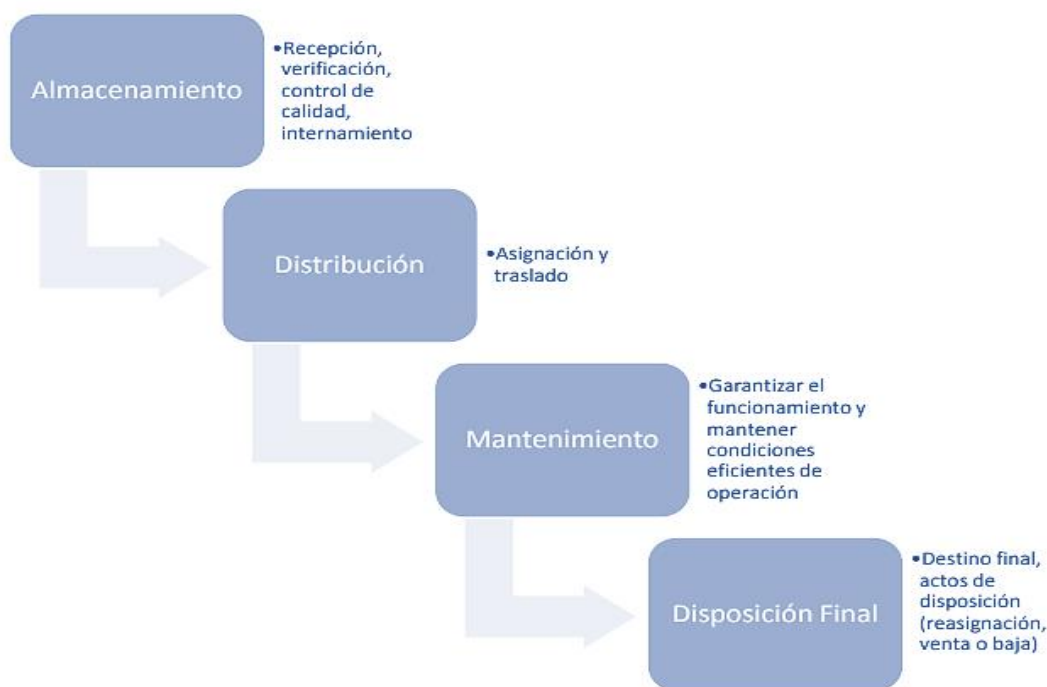 Almacenamiento
•Recepción,
verificación,
control de
calidad,
internamiento
Distribución
•Asignación y
traslado
Mantenimiento
•Garantizar el
funcionamiento y
mantener
condiciones
eficientes de
operación
Disposición Final
•Destino final,
actos de
disposición
(reasignación,
venta o baja)